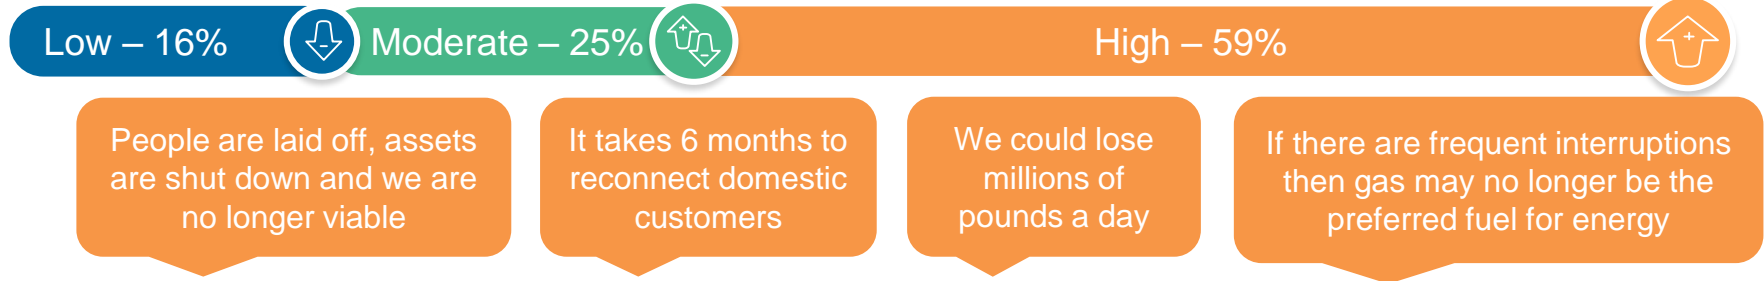 Low – 16%
Moderate – 25%
High – 59%
People are laid off, assets
are shut down and we are
no longer viable
It takes 6 months to
reconnect domestic
customers
We could lose
millions of
pounds a day
If there are frequent interruptions
then gas may no longer be the
preferred fuel for energy